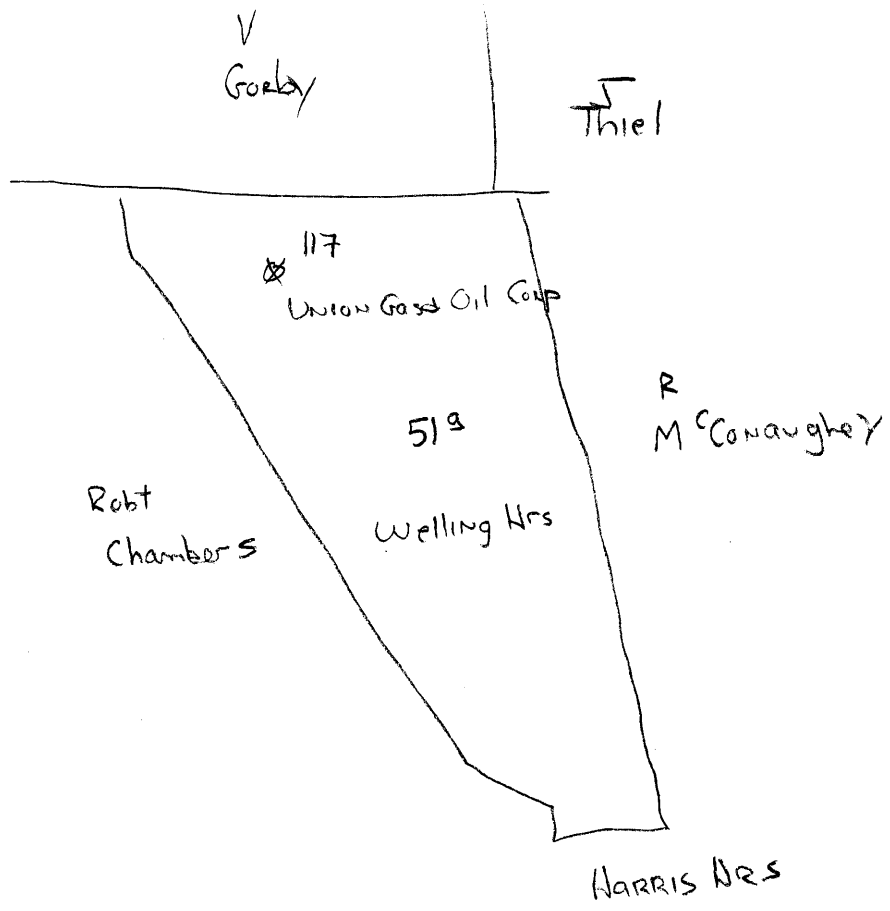 V
Gorby
J
Thiel
117
Union Gas & Oil Corp
51 a
R
McConaughey
Robt
Chambers
Welling Hrs
Harris Hrs